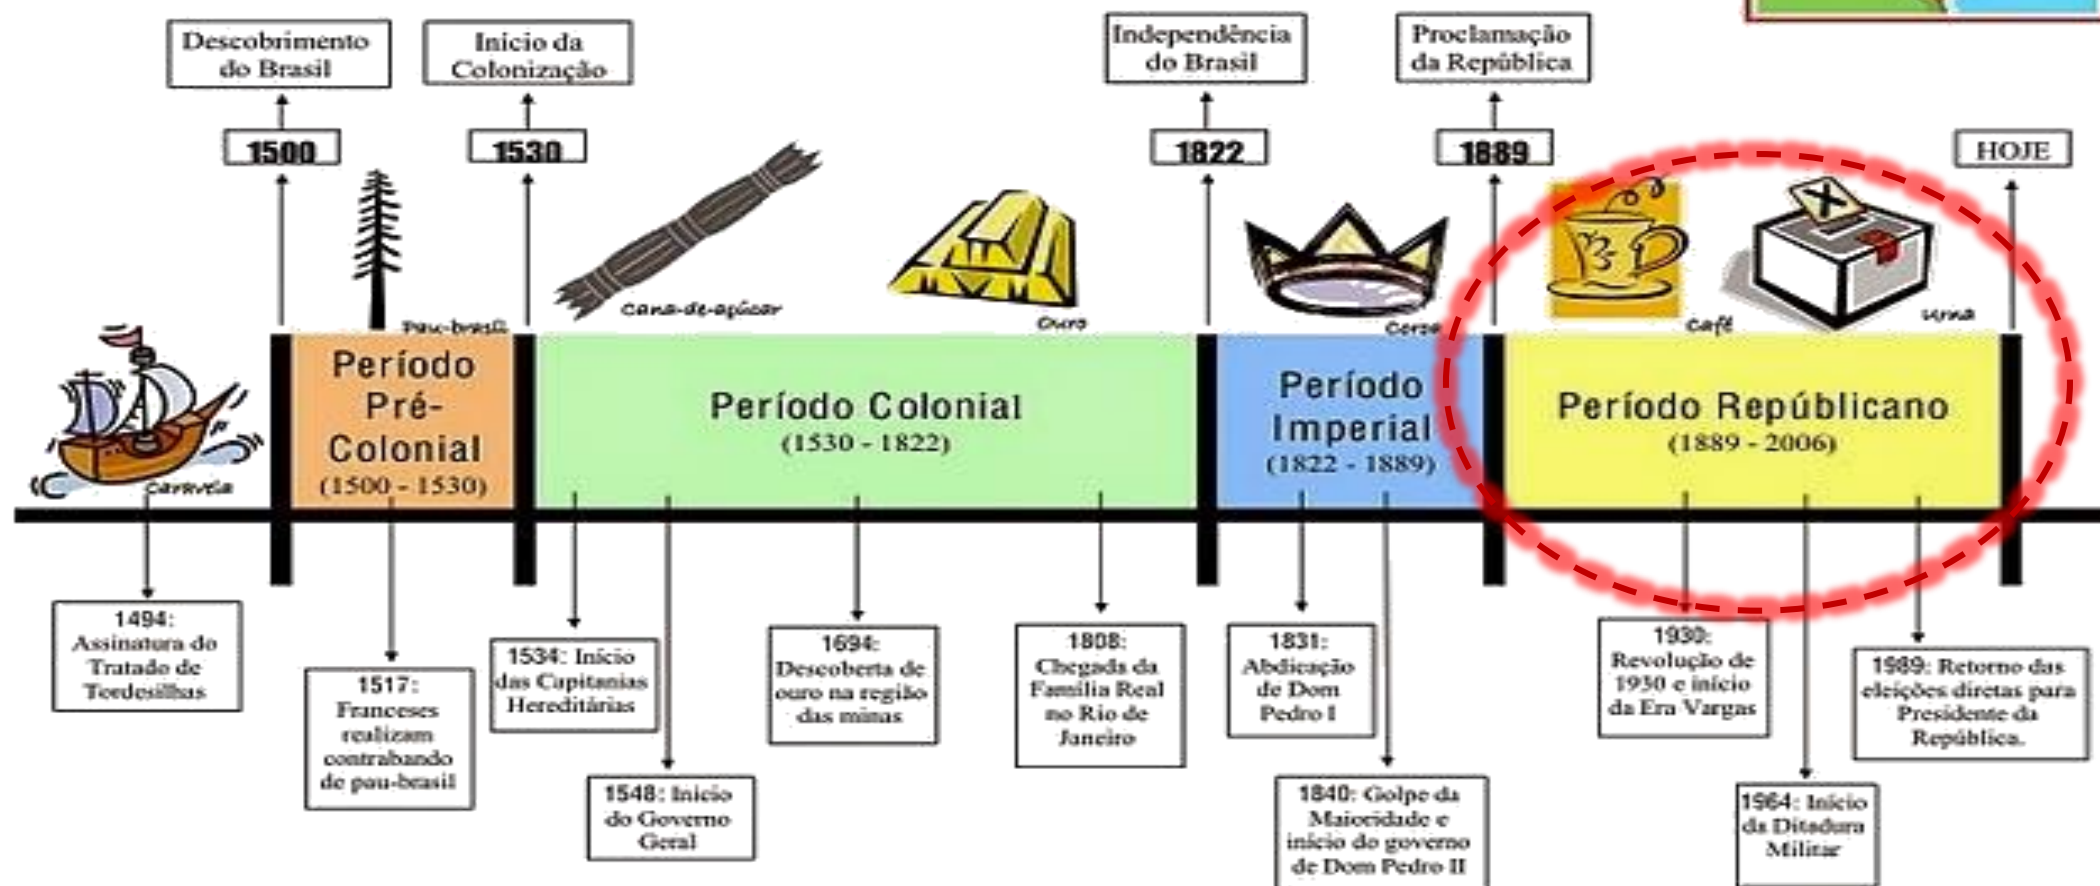 Descobrimento
do Brasil
Início da
Colonização
Independência
do Brasil
Proclamação
da República
1500
1530
1822
1889
HOJE
Cana-de-açúcar
Ouro
Coroa
Café
Urna
Pau-brasil
Caravela
Período
Pré-
Colonial
(1500 - 1530)
Período Colonial
(1530 - 1822)
Período
Imperial
(1822 - 1889)
Período Repúblicano
(1889 - 2006)
1494:
Assinatura do
Tratado de
Tordesilhas
1517:
Franceses
realizam
contrabando
de pau-brasil
1534: Início
das Capitanias
Hereditárias
1548: Início
do Governo
Geral
1694:
Descoberta de
ouro na região
das minas
1808:
Chegada da
Família Real
no Rio de
Janeiro
1831:
Abdicação
de Dom
Pedro I
1840: Golpe da
Maioridade e
início do governo
de Dom Pedro II
1930:
Revolução de
1930 e início
da Era Vargas
1964: Início
da Ditadura
Militar
1989: Retorno das
eleições diretas para
Presidente da
República.